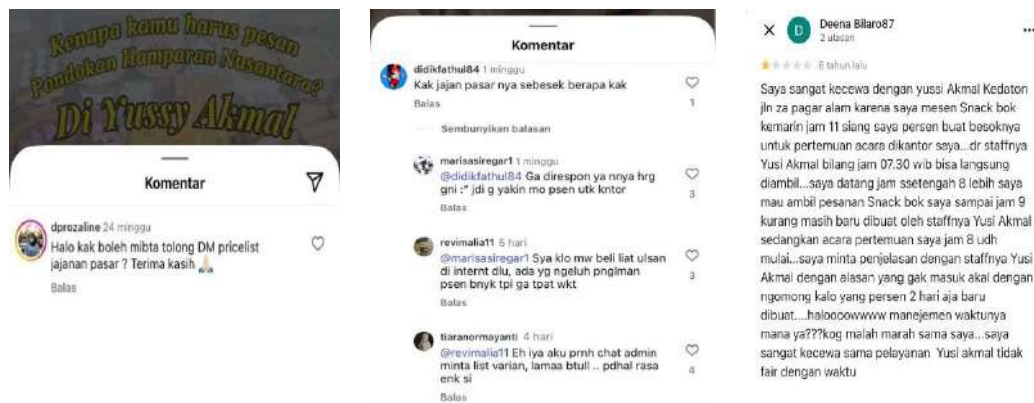 Kenapa kamu harus pesan
Pondokan Hamparan Nusantara?
Di Yussy Akmal
Komentar
dprozaline 24 minggu
Halo kak boleh mibta tolong DM pricelist
jajanan pasar ? Terima kasih 🙏🏻
Balas
Komentar
didikfathul84 1 minggu
Kak jajan pasar nya sebesek berapa kak
Balas
1
Sembunyikan balasan
marisasiregar1 1 minggu
@didikfathul84 Ga direspon ya nnya hrg
gni :" jdi g yakin mo psen utk kntor
Balas
3
revimalia11 6 hari
@marisasiregar1 Sya klo mw beli liat ulsan
di internt dlu, ada yg ngeluh pnglman
psen bnyk tpi ga tpat wkt
Balas
3
tiaranormayanti 4 hari
@revimalia11 Eh iya aku prnh chat admin
minta list varian, lamaa btull .. pdhal rasa
enk si
Balas
4
D
Deena Bilaro87
2 ulasan
6 tahun lalu
Saya sangat kecewa dengan yussi Akmal Kedaton
jln za pagar alam karena saya mesen Snack bok
kemarin jam 11 siang saya persen buat besoknya
untuk pertemuan acara dikantor saya...dr staffnya
Yusi Akmal bilang jam 07.30 wib bisa langsung
diambil...saya datang jam ssetengah 8 lebih saya
mau ambil pesanan Snack bok saya sampai jam 9
kurang masih baru dibuat oleh staffnya Yusi Akmal
sedangkan acara pertemuan saya jam 8 udh
mulai...saya minta penjelasan dengan staffnya Yusi
Akmal dengan alasan yang gak masuk akal dengan
ngomong kalo yang persen 2 hari aja baru
dibuat....haloooowwww manejemen waktunya
mana ya???kog malah marah sama saya...saya
sangat kecewa sama pelayanan Yusi akmal tidak
fair dengan waktu